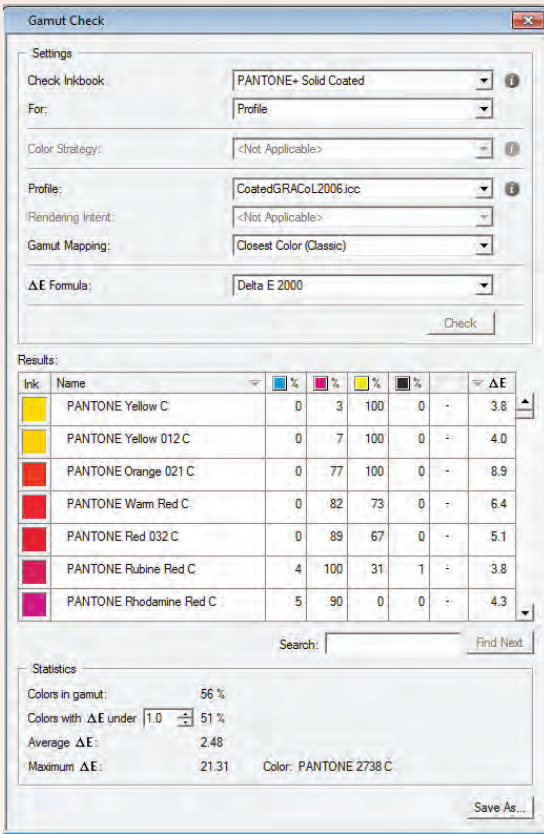 Gamut Check
Settings
Check Inkbook PANTONE+ Solid Coated
For: Profile
Color Strategy: <Not Applicable>
Profile: CoatedGRACoL2006.icc
Rendering Intent: <Not Applicable>
Gamut Mapping: Closest Color (Classic)
ΔE Formula: Delta E 2000
Check
Results:
Ink Name % % % % ΔE
PANTONE Yellow C 0 3 100 0 - 3.8
PANTONE Yellow 012 C 0 7 100 0 - 4.0
PANTONE Orange 021 C 0 77 100 0 - 8.9
PANTONE Warm Red C 0 82 73 0 - 6.4
PANTONE Red 032 C 0 89 67 0 - 5.1
PANTONE Rubine Red C 4 100 31 1 - 3.8
PANTONE Rhodamine Red C 5 90 0 0 - 4.3
Search: Find Next
Statistics
Colors in gamut: 56 %
Colors with ΔE under 1.0 51 %
Average ΔE: 2.48
Maximum ΔE: 21.31 Color: PANTONE 2738 C
Save As...